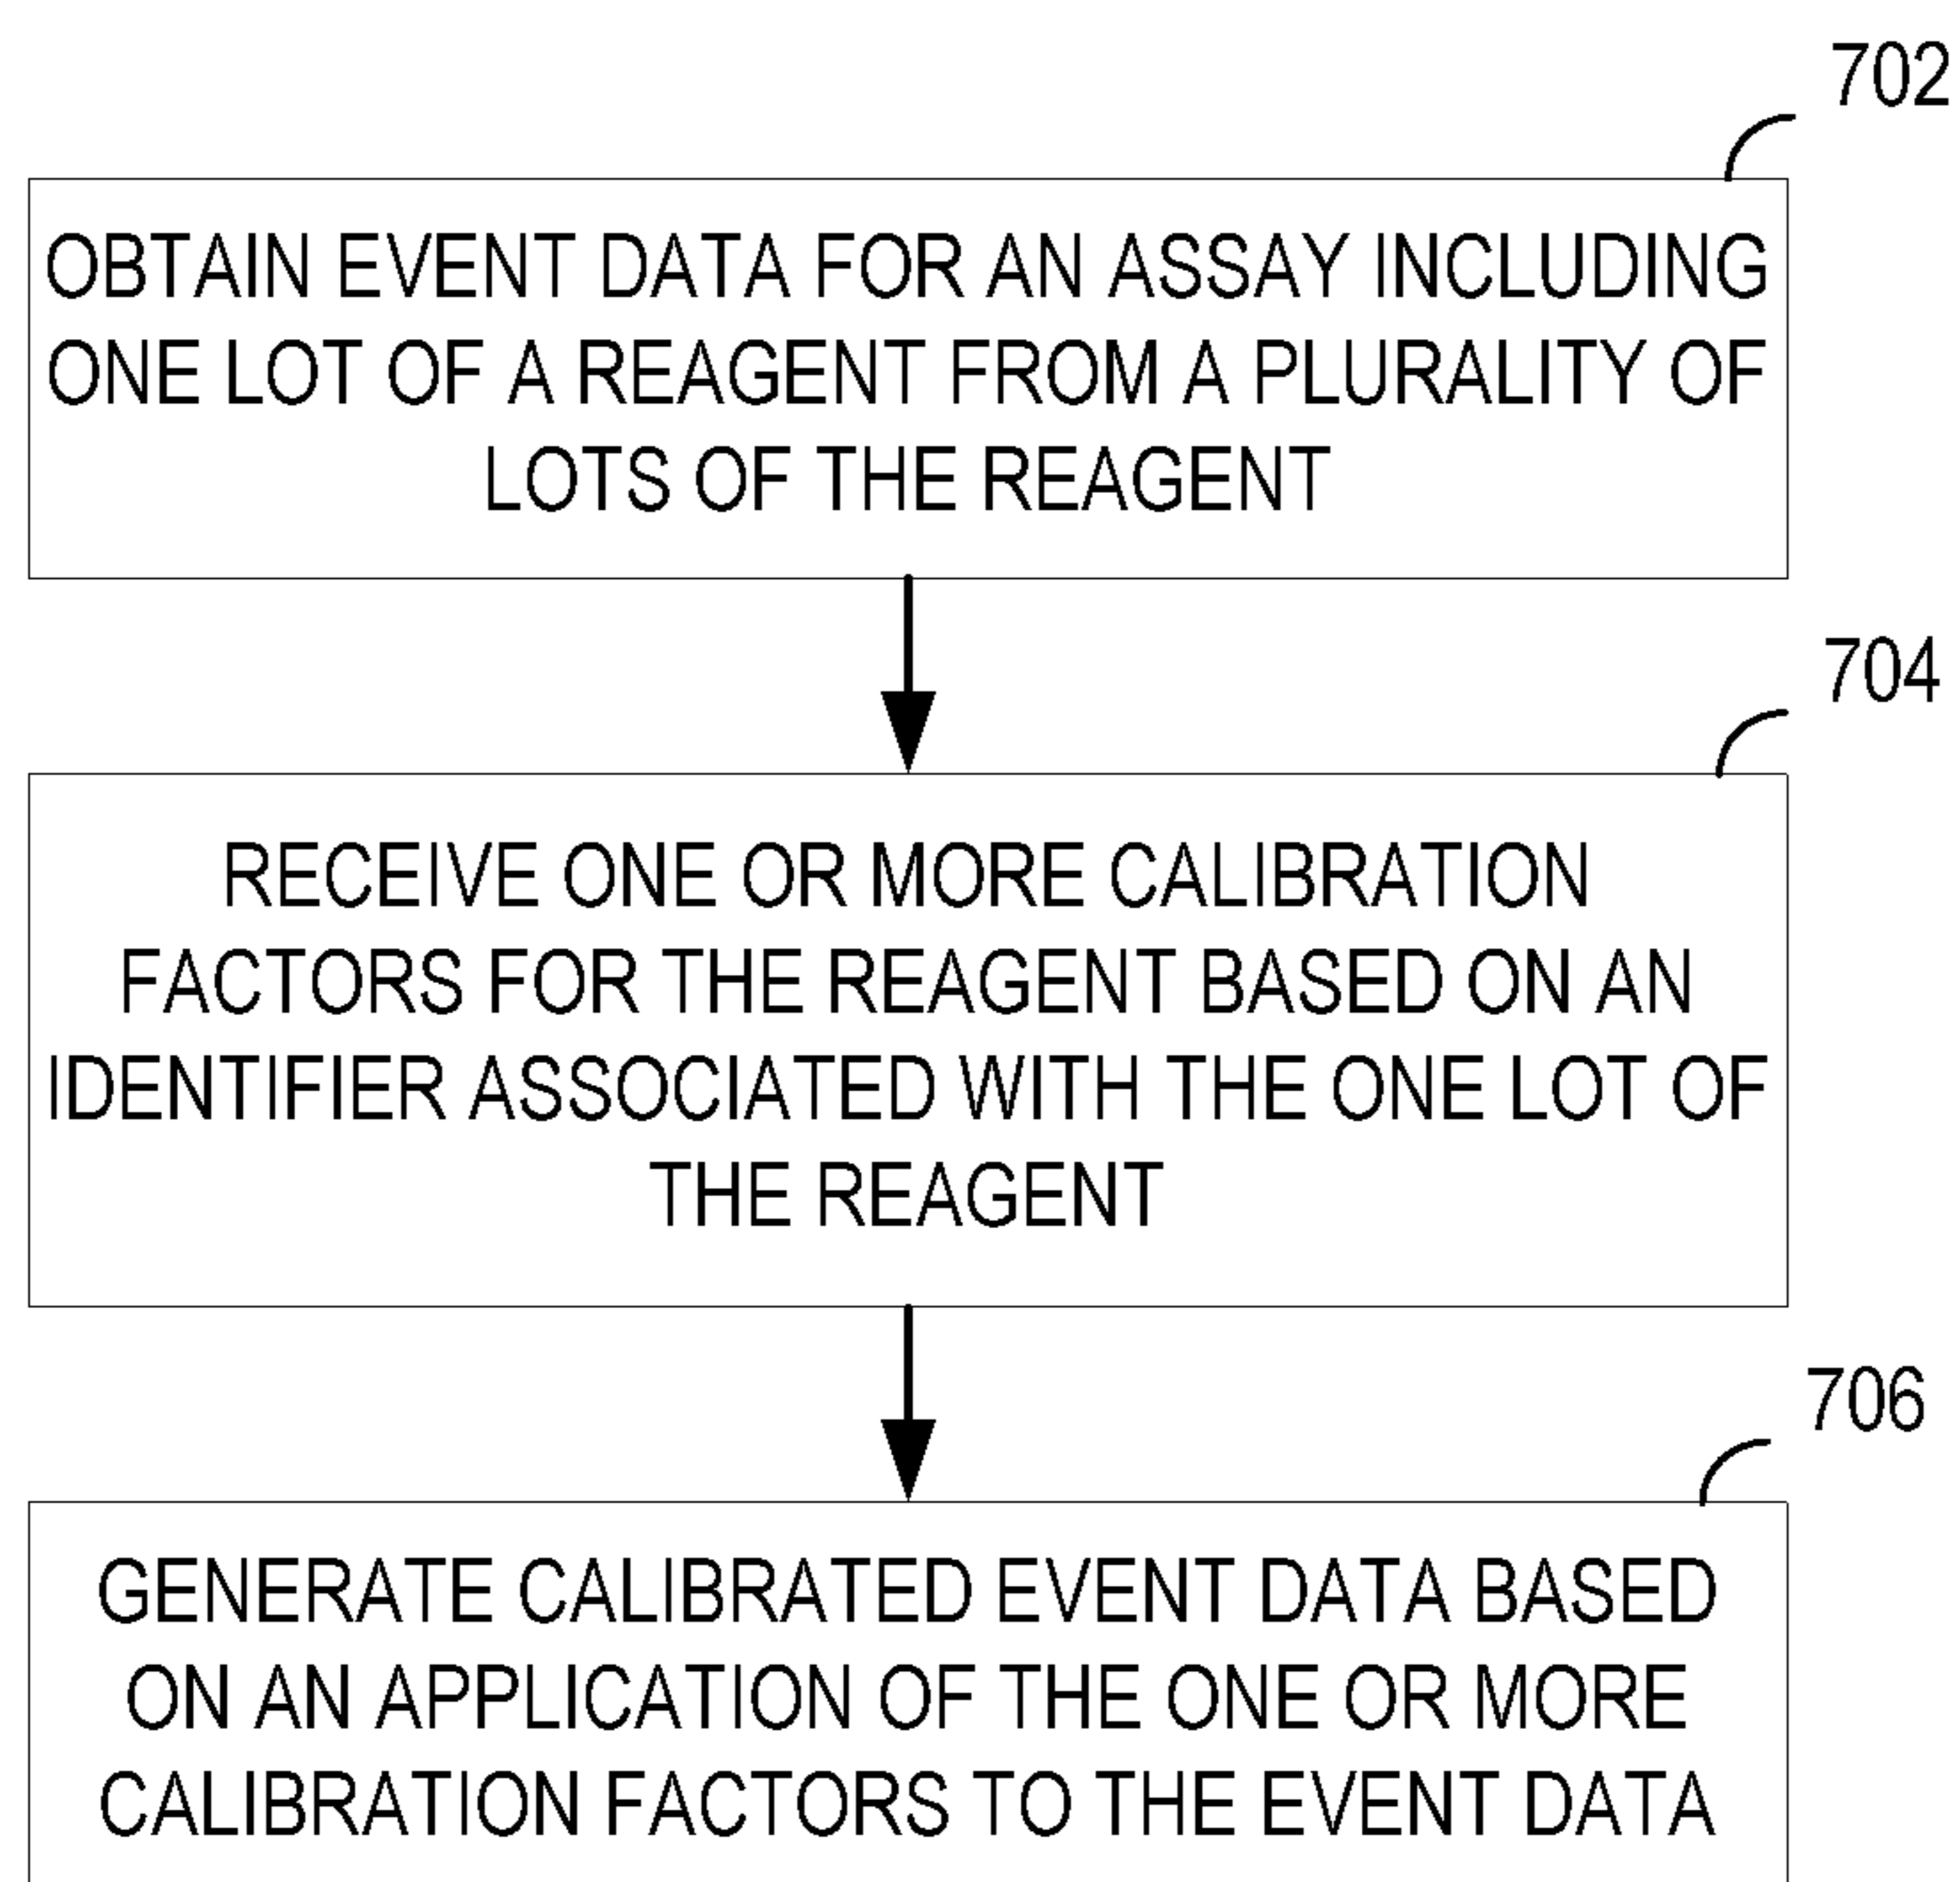 702
OBTAIN EVENT DATA FOR AN ASSAY INCLUDING
ONE LOT OF A REAGENT FROM A PLURALITY OF
LOTS OF THE REAGENT
704
RECEIVE ONE OR MORE CALIBRATION
FACTORS FOR THE REAGENT BASED ON AN
IDENTIFIER ASSOCIATED WITH THE ONE LOT OF
THE REAGENT
706
GENERATE CALIBRATED EVENT DATA BASED
ON AN APPLICATION OF THE ONE OR MORE
CALIBRATION FACTORS TO THE EVENT DATA